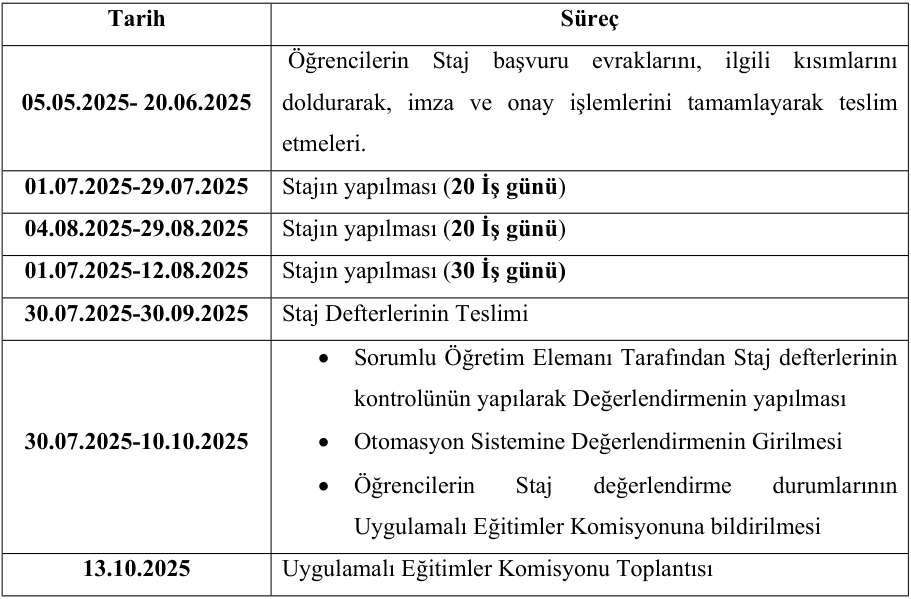 Tarih Süreç
05.05.2025- 20.06.2025
Öğrencilerin Staj başvuru evraklarını, ilgili kısımlarını
doldurarak, imza ve onay işlemlerini tamamlayarak teslim
etmeleri.
01.07.2025-29.07.2025 Stajın yapılması (20 İş günü)
04.08.2025-29.08.2025 Stajın yapılması (20 İş günü)
01.07.2025-12.08.2025 Stajın yapılması (30 İş günü)
30.07.2025-30.09.2025 Staj Defterlerinin Teslimi
30.07.2025-10.10.2025
• Sorumlu Öğretim Elemanı Tarafından Staj defterlerinin
kontrolünün yapılarak Değerlendirmenin yapılması
• Otomasyon Sistemine Değerlendirmenin Girilmesi
• Öğrencilerin Staj değerlendirme durumlarının
Uygulamalı Eğitimler Komisyonuna bildirilmesi
13.10.2025 Uygulamalı Eğitimler Komisyonu Toplantısı